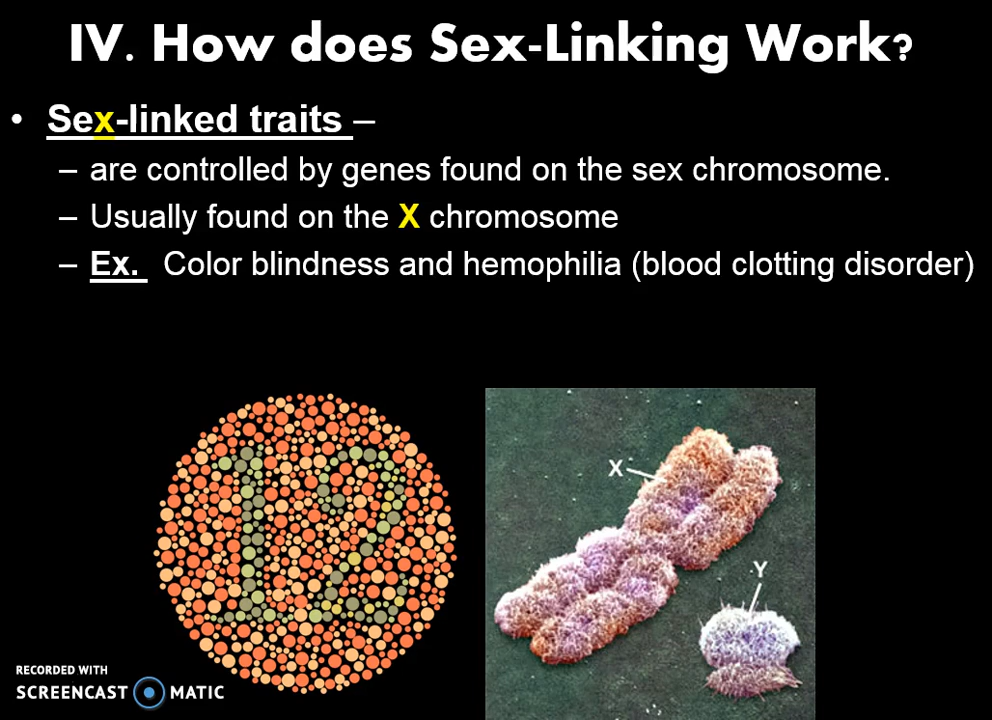 IV. How does Sex-Linking Work?
• Sex-linked traits –
– are controlled by genes found on the sex chromosome.
– Usually found on the X chromosome
– Ex. Color blindness and hemophilia (blood clotting disorder)
12
X
Y
RECORDED WITH
SCREENCAST MATIC